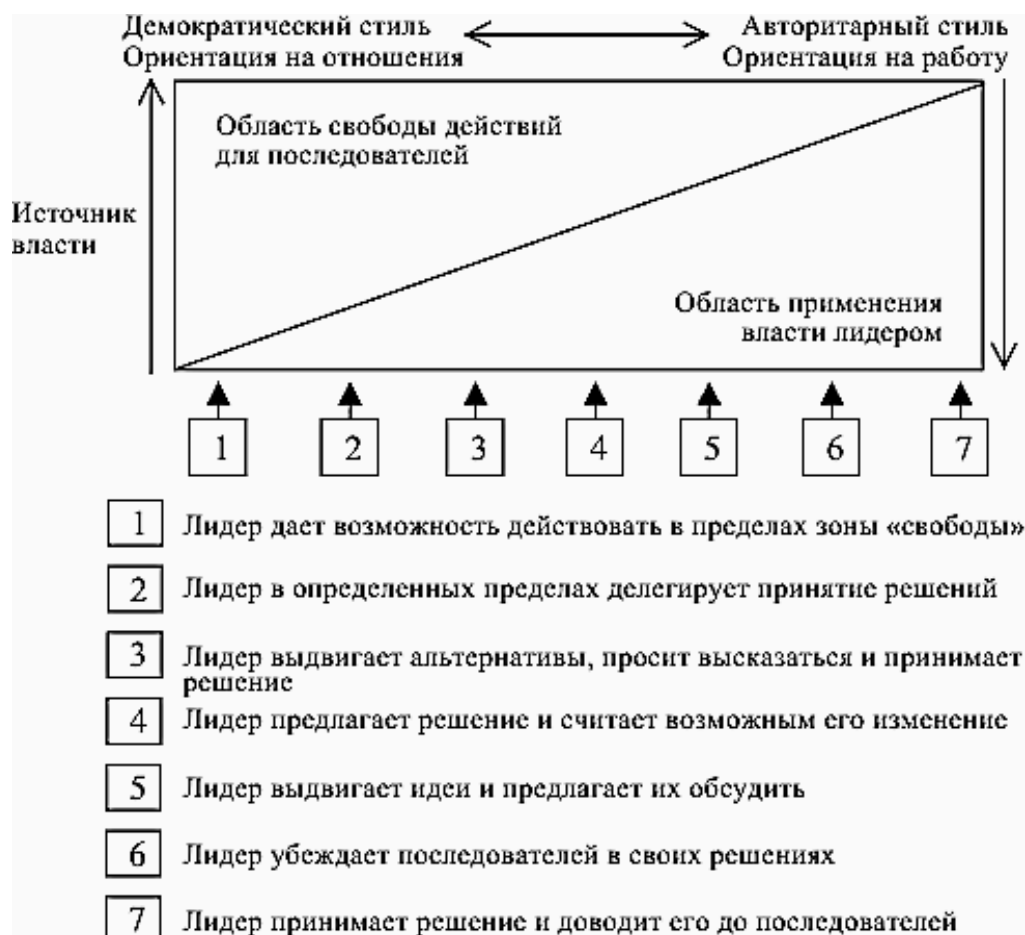 Демократический стиль
Ориентация на отношения
Авторитарный стиль
Ориентация на работу
Область свободы действий
для последователей
Источник
власти
Область применения
власти лидером
1
2
3
4
5
6
7
1 Лидер дает возможность действовать в пределах зоны «свободы»
2 Лидер в определенных пределах делегирует принятие решений
3 Лидер выдвигает альтернативы, просит высказаться и принимает
решение
4 Лидер предлагает решение и считает возможным его изменение
5 Лидер выдвигает идеи и предлагает их обсудить
6 Лидер убеждает последователей в своих решениях
7 Лидер принимает решение и доводит его до последователей